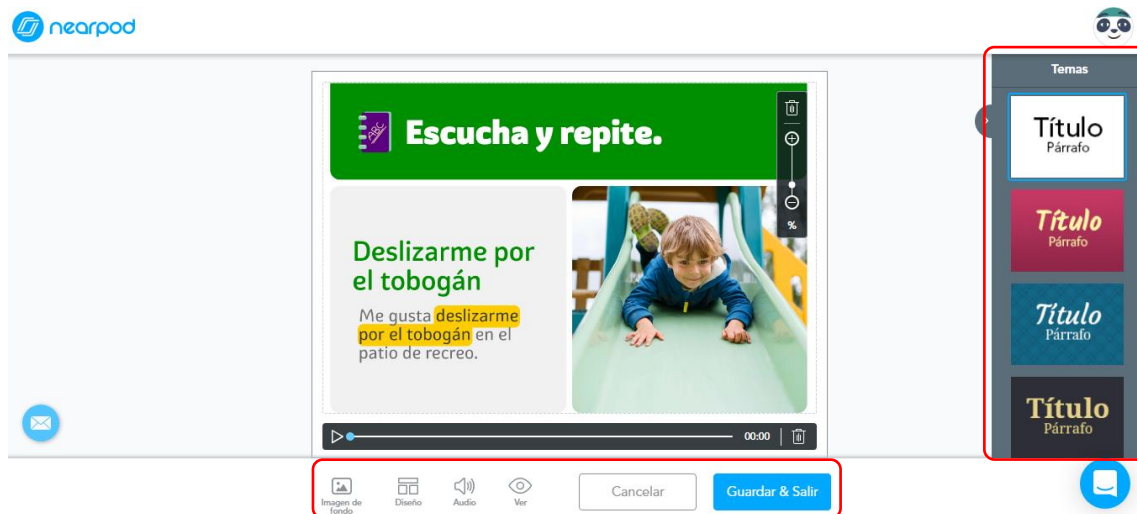 nearpod
Temas
Título
Párrafo
Título
Párrafo
Título
Párrafo
Título
Párrafo
ABC
Escucha y repite.
%
Deslizarme por
el tobogán
Me gusta deslizarme
por el tobogán en el
patio de recreo.
00:00
Imagen de
fondo
Diseño
Audio
Ver
Cancelar
Guardar & Salir